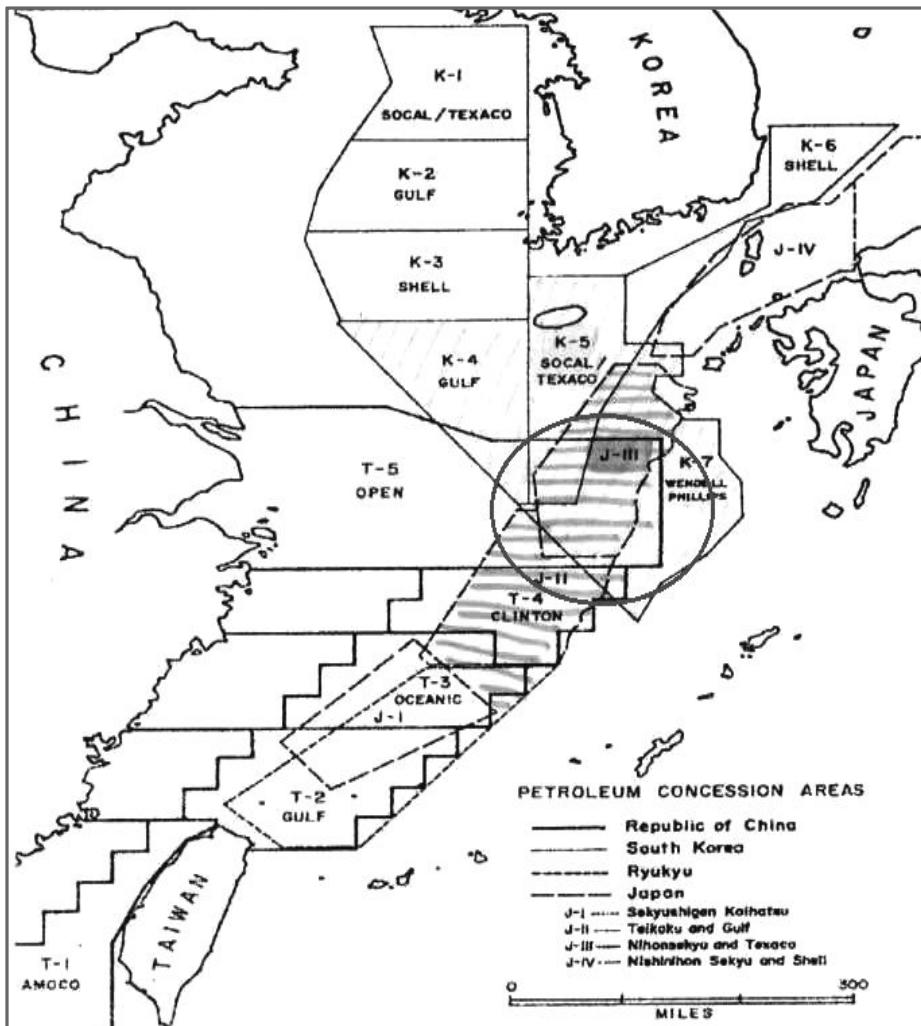 K-1
SOCAL/TEXACO
K-2
GULF
K-3
SHELL
K-4
GULF
K-5
SOCAL/
TEXACO
K-6
SHELL
J-IV
KOREA
JAPAN
CHINA
T-5
OPEN
J-III
K-7
WENDELL
PHILLIPS
J-II
T-4
CLINTON
T-3
OCEANIC
J-I
T-2
GULF
TAIWAN
T-1
AMOCO
PETROLEUM CONCESSION AREAS
Republic of China
South Korea
Ryukyu
Japan
J-I Sekyushigen Kaihatsu
J-II Teikoku and Gulf
J-III Nihonsekyu and Texaco
J-IV Nishinihon Sekyu and Shell
0 300
MILES